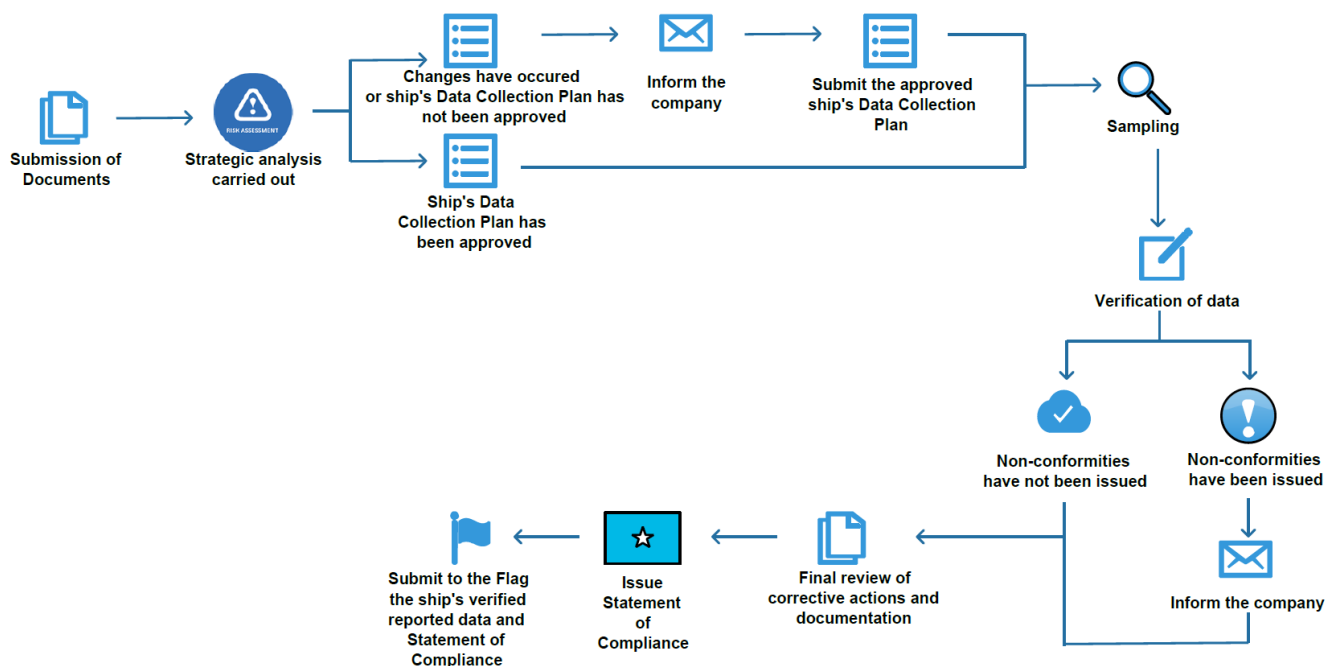 Changes have occured
or ship's Data Collection Plan has
not been approved
Inform the
company
Submit the approved
ship's Data Collection
Plan
Sampling
RISK ASSESSMENT
Submission of
Documents
Strategic analysis
carried out
Ship's Data
Collection Plan has
been approved
Verification of data
Non-conformities
have not been issued
Non-conformities
have been issued
Inform the company
Final review of
corrective actions and
documentation
Issue
Statement
of
Compliance
Submit to the Flag
the ship's verified
reported data and
Statement of
Compliance